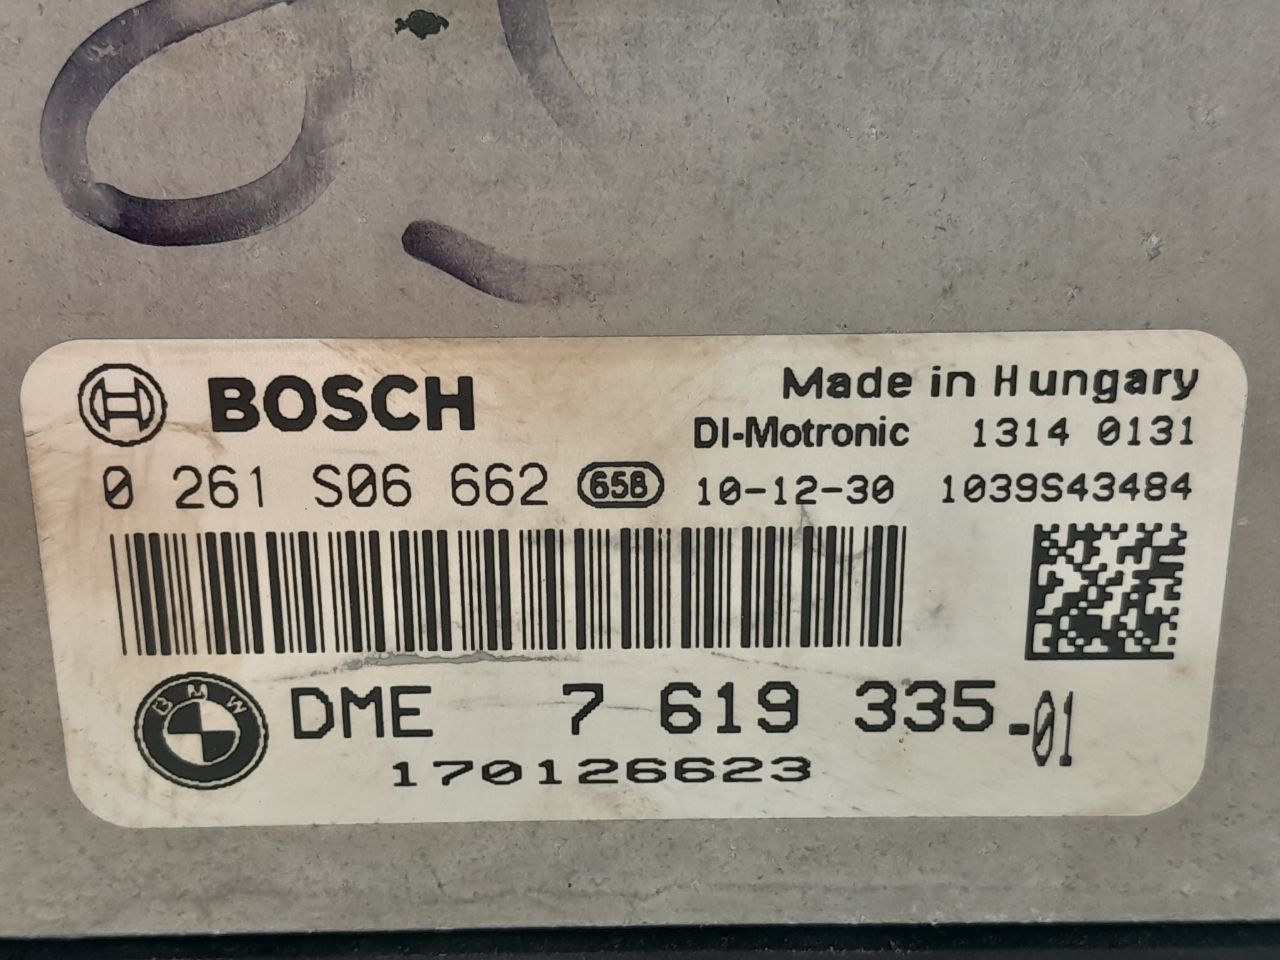 BOSCH
Made in Hungary
DI-Motronic 1314 0131
0 261 S06 662 658 10-12-30 1039S43484
BMW
DME 7 619 335-01
170126623